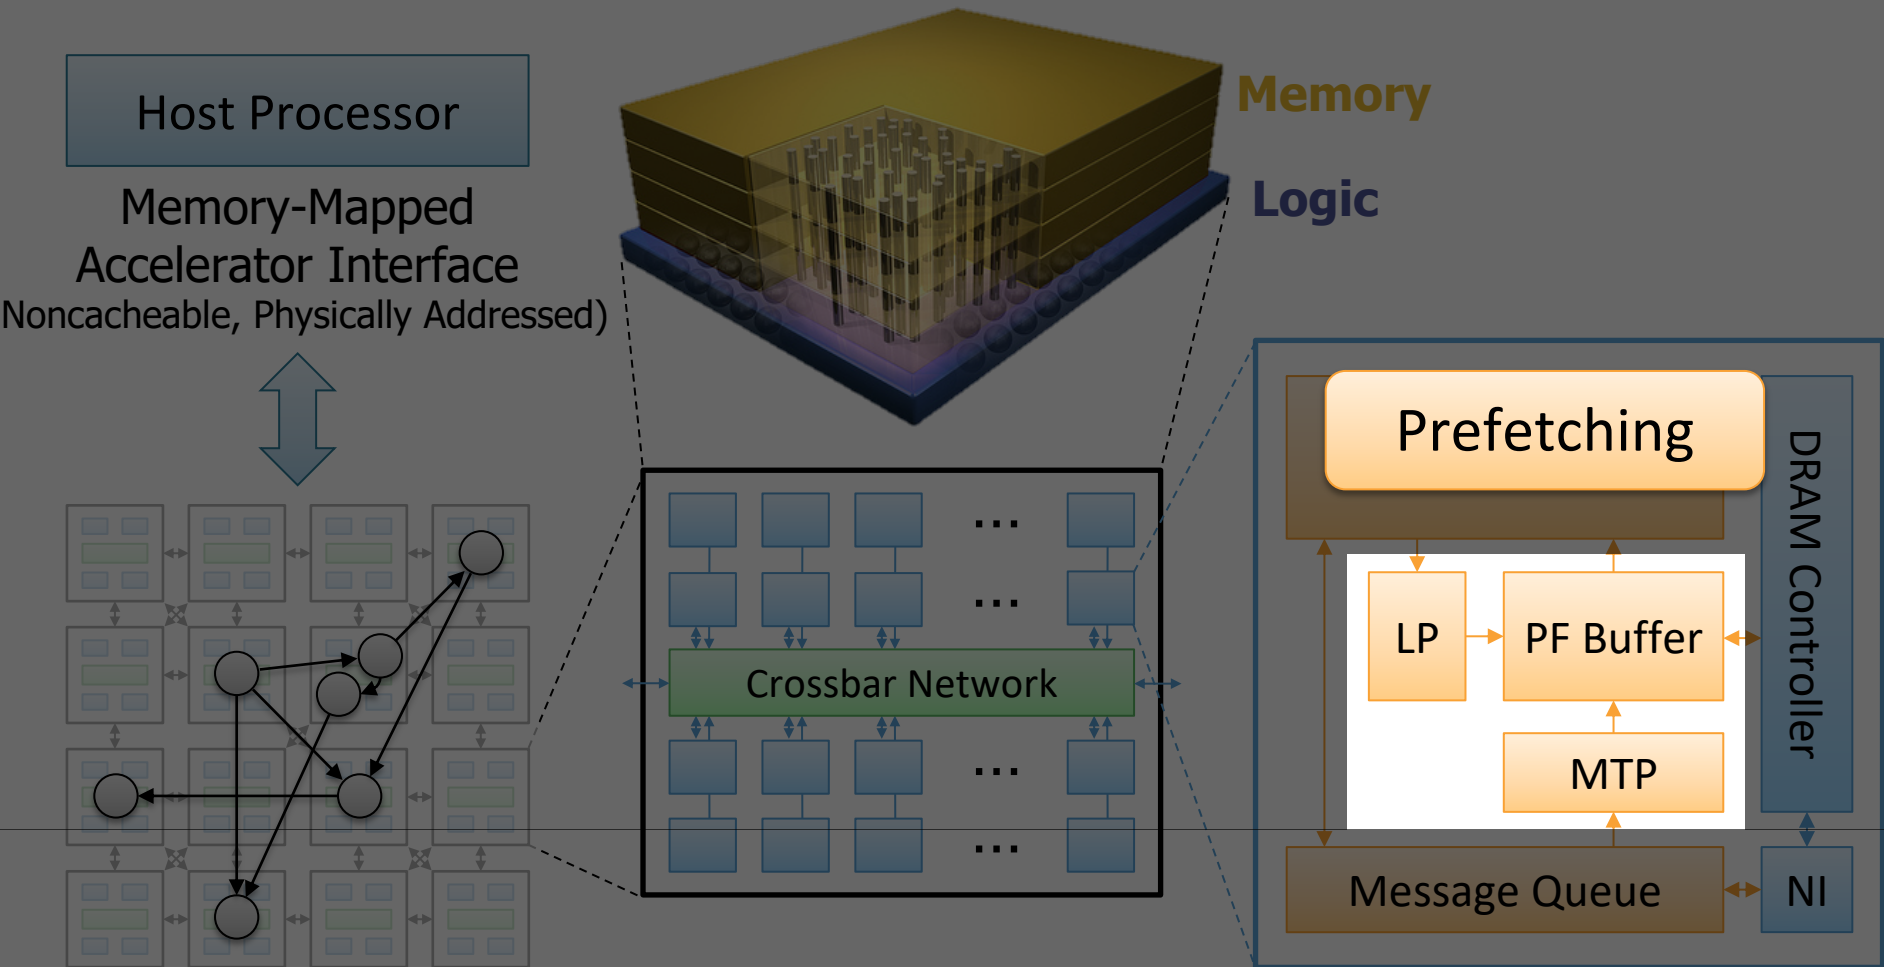 Host Processor
Memory-Mapped
Accelerator Interface
Noncacheable, Physically Addressed)
Memory
Logic
...
...
Crossbar Network
...
...
Prefetching
DRAM Controller
LP
PF Buffer
MTP
Message Queue
NI